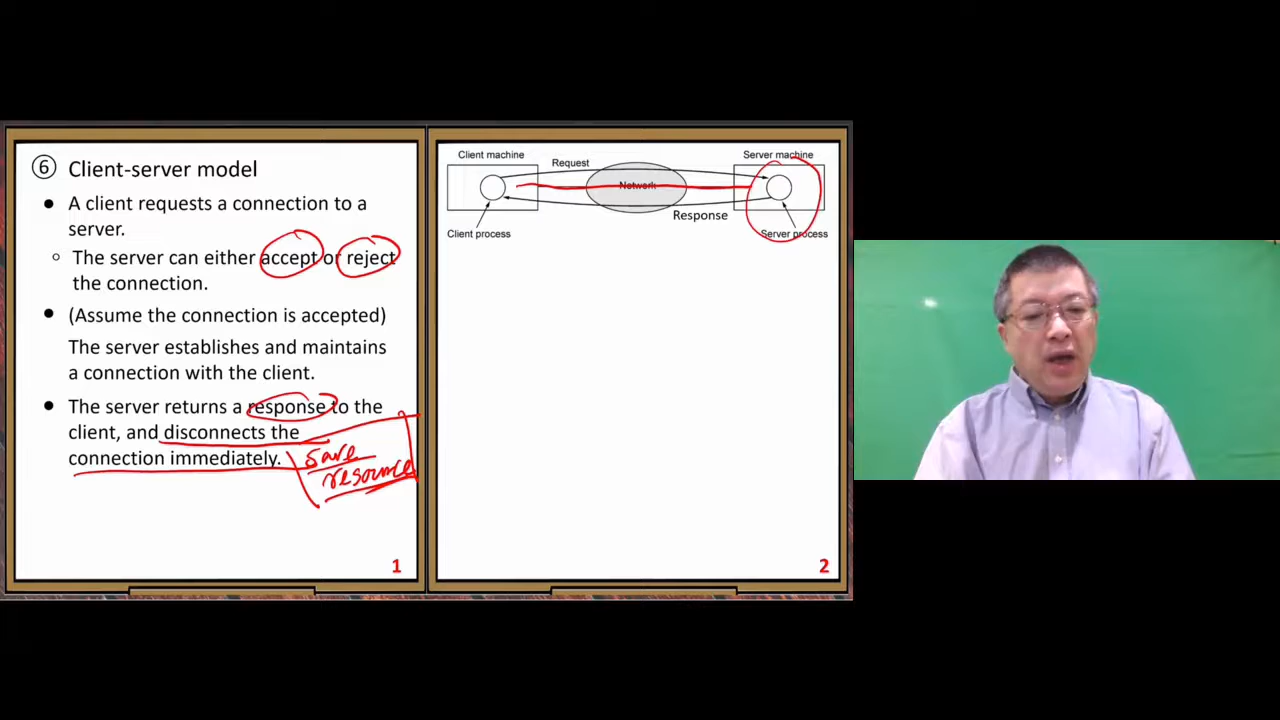 ⑥ Client-server model
● A client requests a connection to a
server.
○ The server can either accept or reject
the connection.
● (Assume the connection is accepted)
The server establishes and maintains
a connection with the client.
● The server returns a response to the
client, and disconnects the
connection immediately.
save
resource
1
Client machine
Server machine
Request
Network
Response
Client process
Server process
2